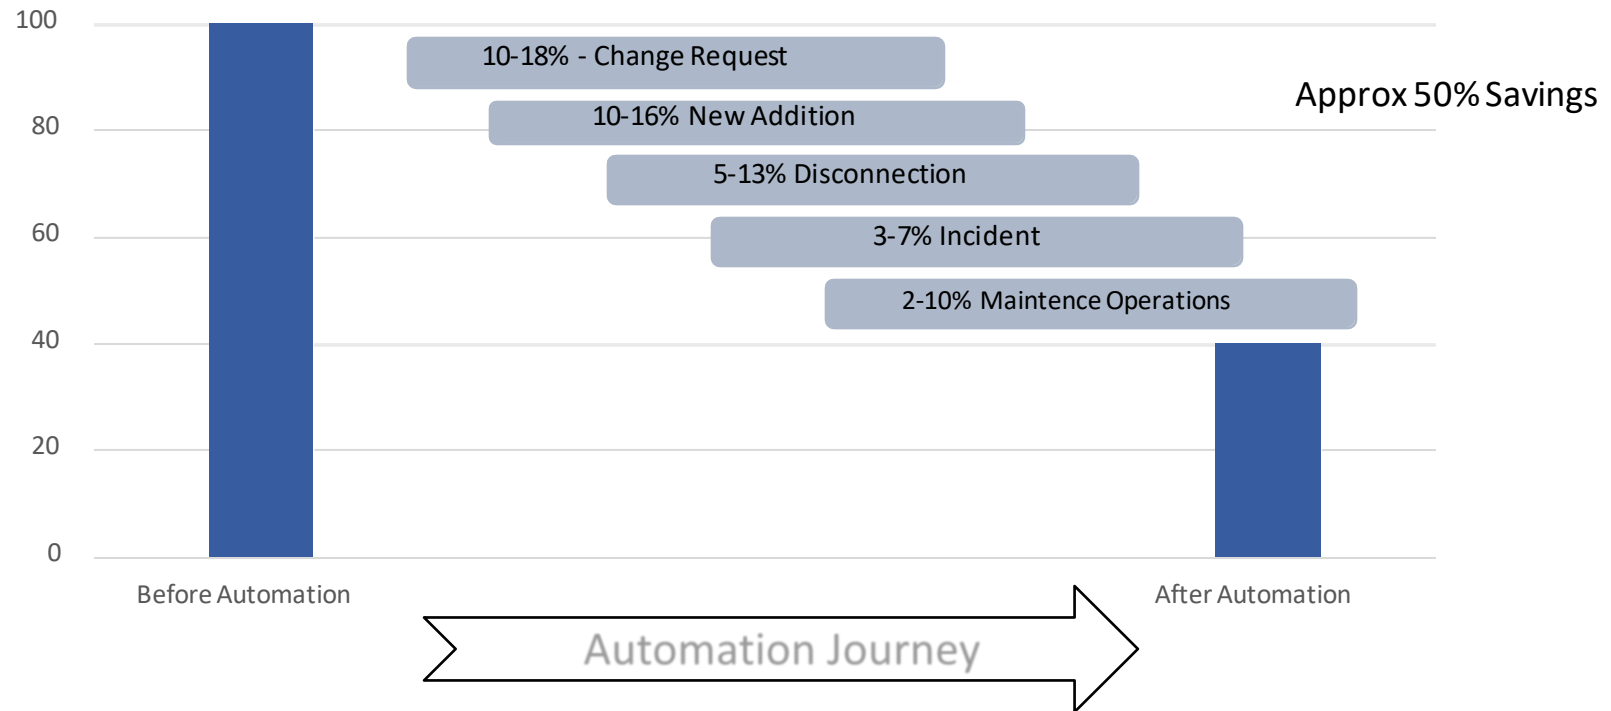 100
10-18% - Change Request
Approx 50% Savings
80
10-16% New Addition
5-13% Disconnection
60
3-7% Incident
2-10% Maintence Operations
40
20
0
Before Automation
After Automation
Automation Journey